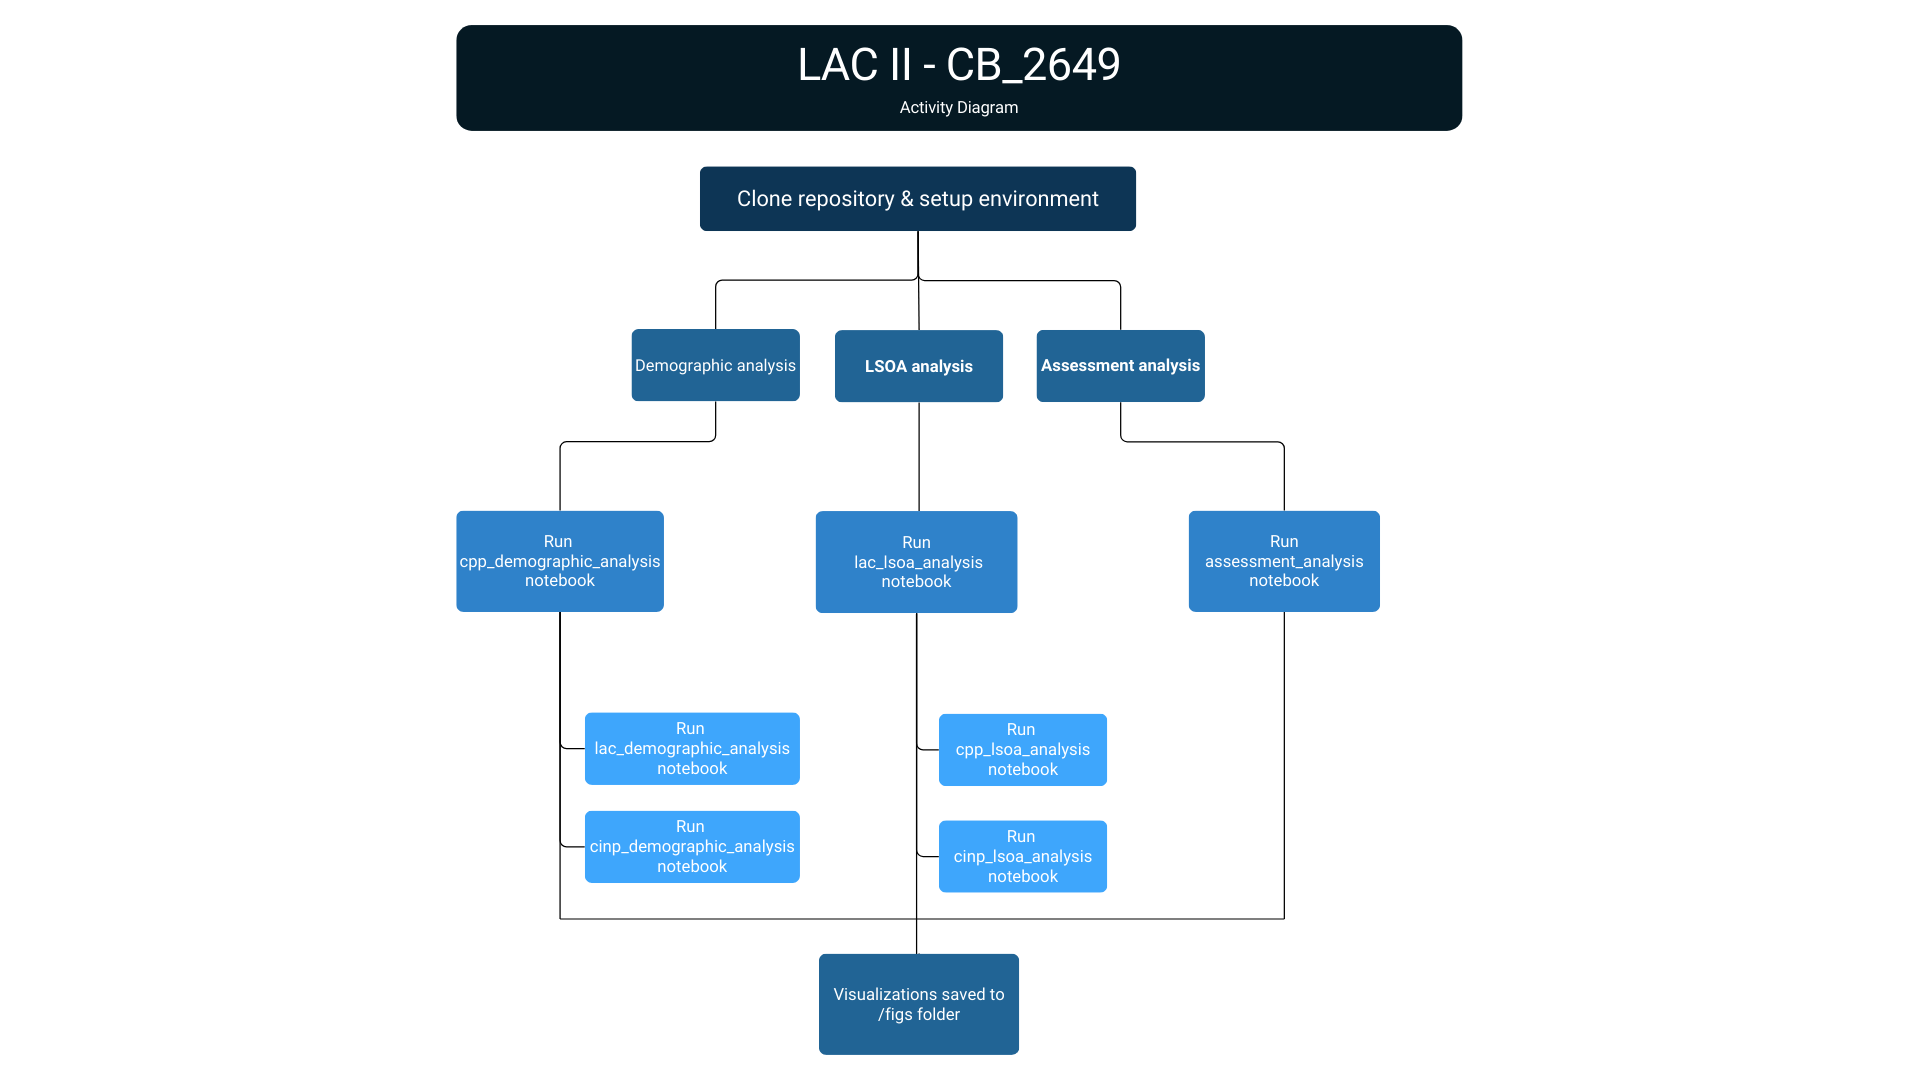 LAC II - CB_2649
Activity Diagram
Clone repository & setup environment
Demographic analysis
LSOA analysis
Assessment analysis
Run
cpp_demographic_analysis
notebook
Run
lac_lsoa_analysis
notebook
Run
assessment_analysis
notebook
Run
lac_demographic_analysis
notebook
Run
cpp_lsoa_analysis
notebook
Run
cinp_demographic_analysis
notebook
Run
cinp_lsoa_analysis
notebook
Visualizations saved to
/figs folder